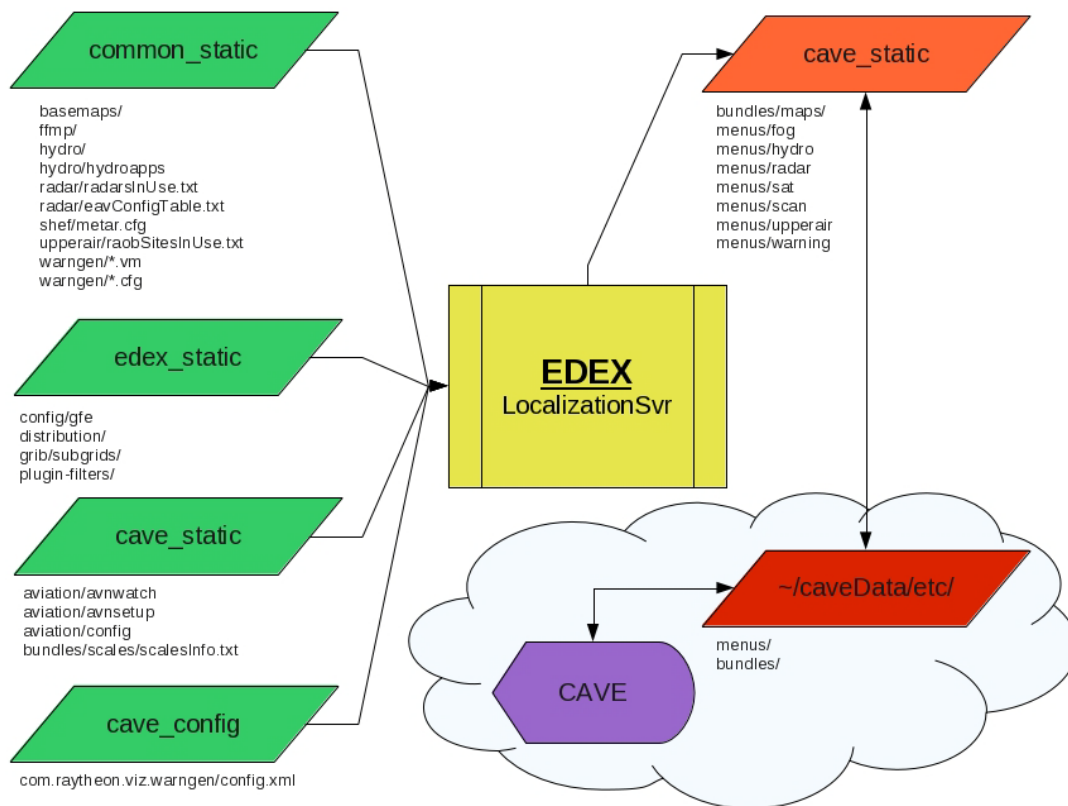 common_static
basemaps/
ffmp/
hydro/
hydro/hydroapps
radar/radarsInUse.txt
radar/eavConfigTable.txt
shef/metar.cfg
upperair/raobSitesInUse.txt
warngen/*.vm
warngen/*.cfg
edex_static
config/gfe
distribution/
grib/subgrids/
plugin-filters/
cave_static
aviation/avnwatch
aviation/avnsetup
aviation/config
bundles/scales/scalesInfo.txt
cave_config
com.raytheon.viz.warngen/config.xml
EDEX
LocalizationSvr
cave_static
bundles/maps/
menus/fog
menus/hydro
menus/radar
menus/sat
menus/scan
menus/upperair
menus/warning
~/caveData/etc/
menus/
bundles/
CAVE